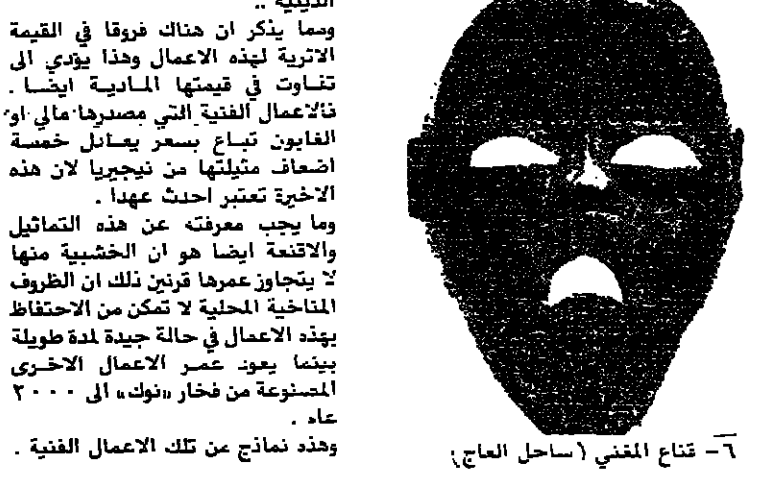 الدينية ..
ومما يذكر ان هناك فروقا في القيمة
الاثرية لهذه الاعمال وهذا يؤدي الى
تفاوت في قيمتها المادية ايضا .
فالاعمال الفنية التي مصدرها مالي او
الغابون تباع بسعر يعادل خمسة
اضعاف مثيلتها من نيجيريا لان هذه
الاخيرة تعتبر احدث عهدا .
وما يجب معرفته عن هذه التماثيل
والاقنعة ايضا هو ان الخشبية منها
لا يتجاوز عمرها قرنين ذلك ان الظروف
المناخية المحلية لا تمكن من الاحتفاظ
بهذه الاعمال في حالة جيدة لمدة طويلة
بينما يعود عمر الاعمال الاخرى
المصنوعة من فخار «نوك» الى ٢٠٠٠
عام .
وهذه نماذج من تلك الاعمال الفنية .
٦ - قناع المغني (ساحل العاج)